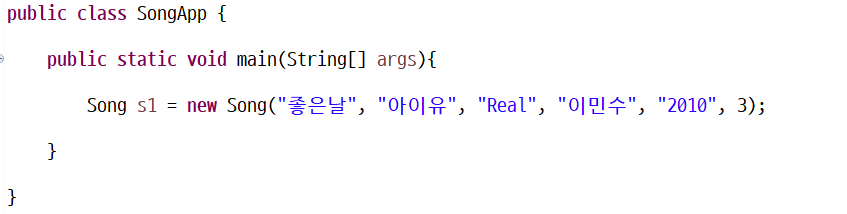 public class SongApp {
public static void main(String[] args){
Song s1 = new Song("좋은날", "아이유", "Real", "이민수", "2010", 3);
}
}